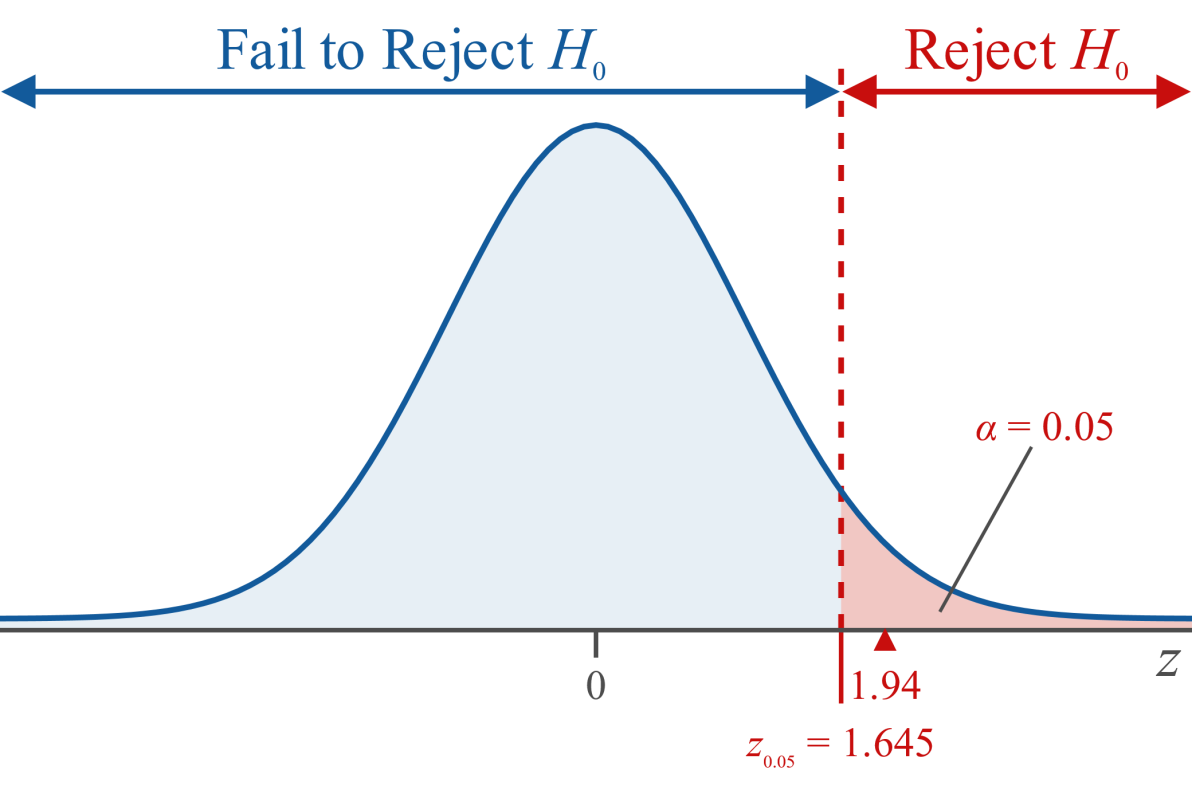 Fail to Reject H₀
Reject H₀
α = 0.05
0
1.94
z
z₀.₀₅ = 1.645